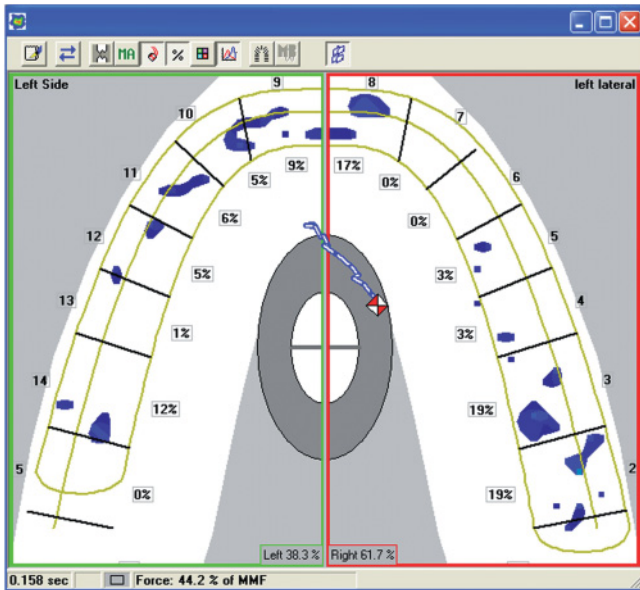 MA % MR
Left Side left lateral
9 8
10 7
11 6
12 5
13 4
14 3
5 2
5% 9% 17% 0%
6% 0%
5% 3%
1% 3%
12% 19%
0% 19%
Left 38.3 % Right 61.7 %
0.158 sec Force: 44.2 % of MMF